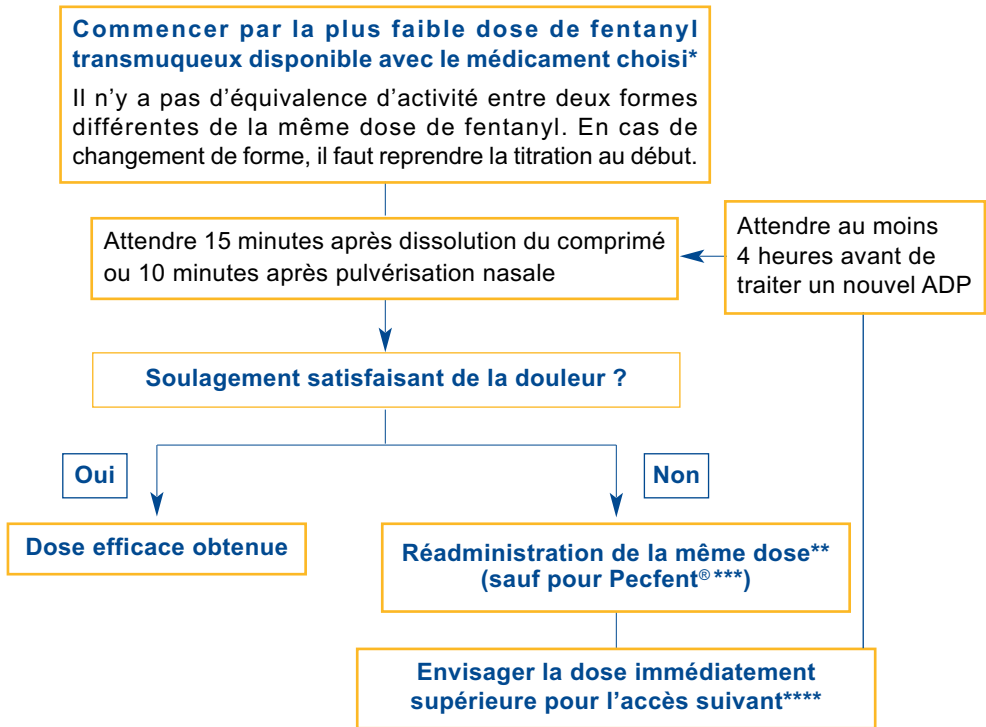 Commencer par la plus faible dose de fentanyl
transmuqueux disponible avec le médicament choisi*
Il n'y a pas d'équivalence d'activité entre deux formes
différentes de la même dose de fentanyl. En cas de
changement de forme, il faut reprendre la titration au début.
Attendre 15 minutes après dissolution du comprimé
ou 10 minutes après pulvérisation nasale
Attendre au moins
4 heures avant de
traiter un nouvel ADP
Soulagement satisfaisant de la douleur ?
Oui
Non
Dose efficace obtenue
Réadministration de la même dose**
(sauf pour Pecfent® ***)
Envisager la dose immédiatement
supérieure pour l'accès suivant****